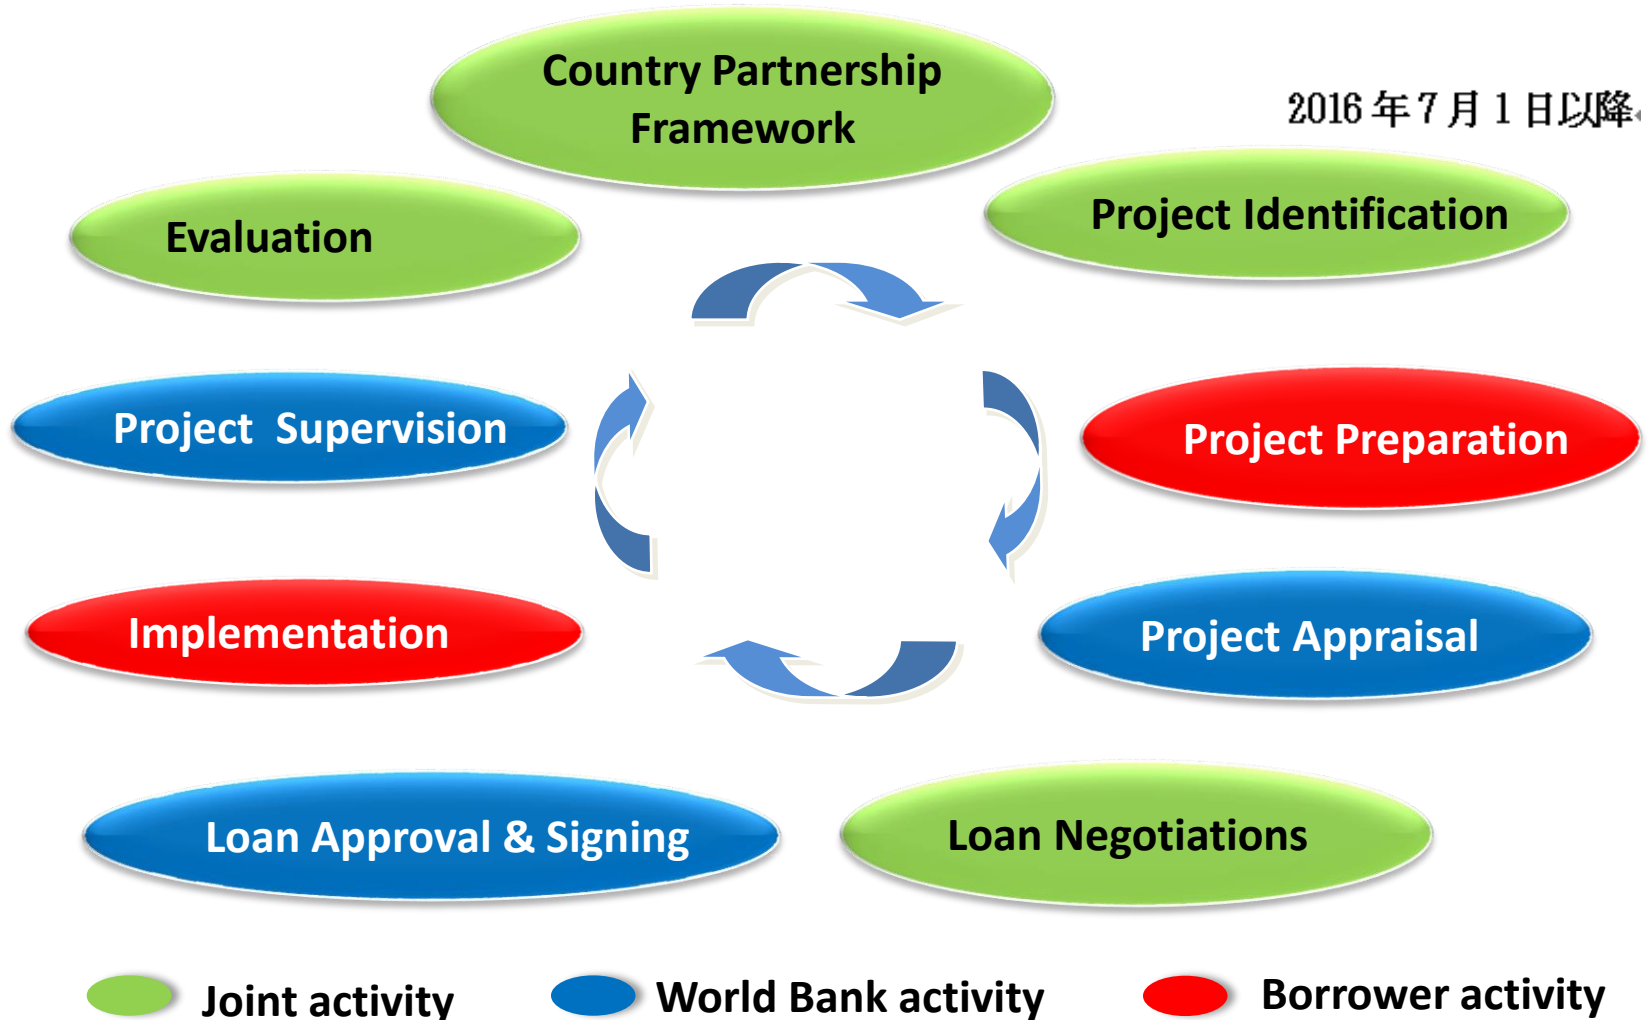 Country Partnership
Framework
2016年7月1日以降
Project Identification
Evaluation
Project Supervision
Project Preparation
Implementation
Project Appraisal
Loan Approval & Signing
Loan Negotiations
Joint activity
World Bank activity
Borrower activity